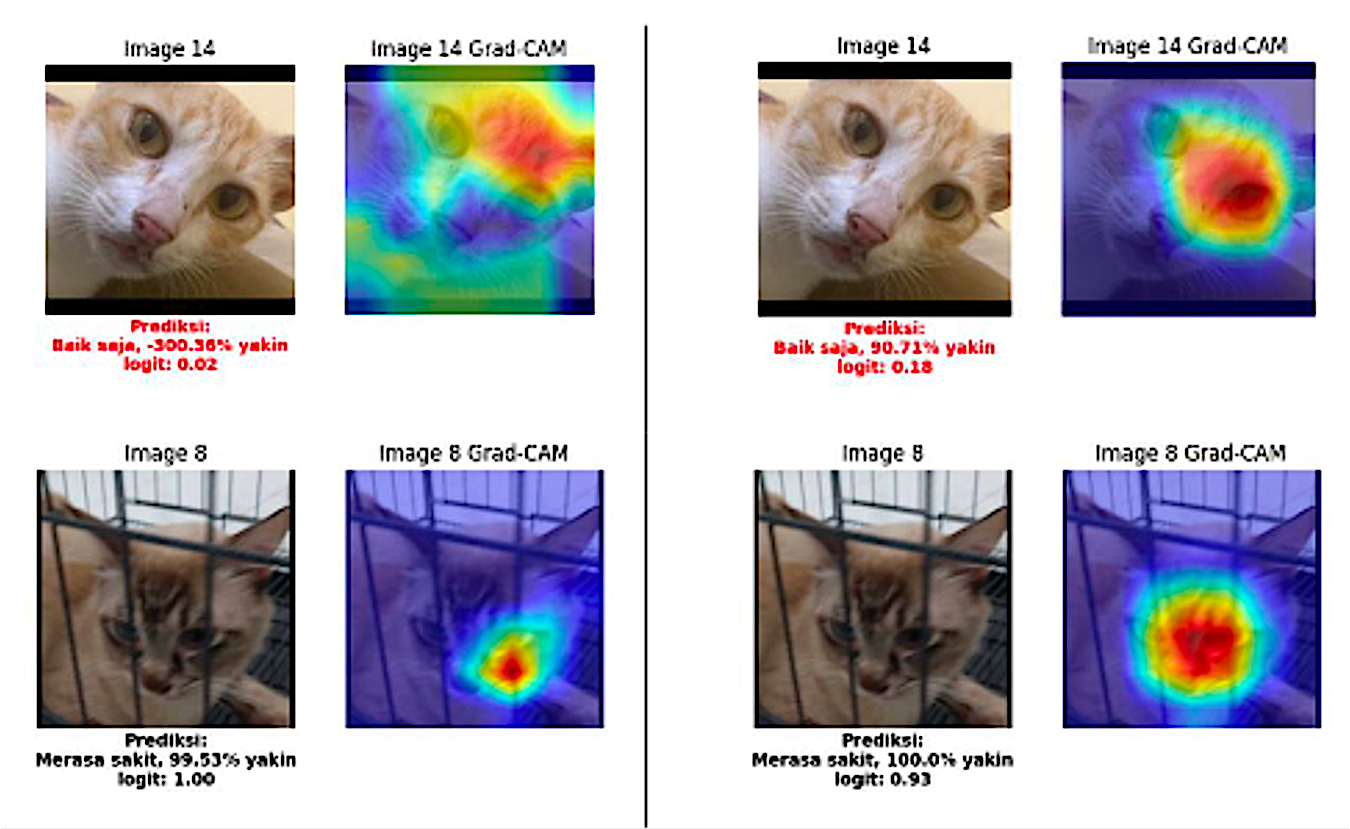 Image 14
Image 14 Grad-CAM
Prediksi:
Baik saja, -300.36% yakin
logit: 0.02
Image 8
Image 8 Grad-CAM
Prediksi:
Merasa sakit, 99.53% yakin
logit: 1.00
Image 14
Image 14 Grad-CAM
Prediksi:
Baik saja, 90.71% yakin
logit: 0.18
Image 8
Image 8 Grad-CAM
Prediksi:
Merasa sakit, 100.0% yakin
logit: 0.93